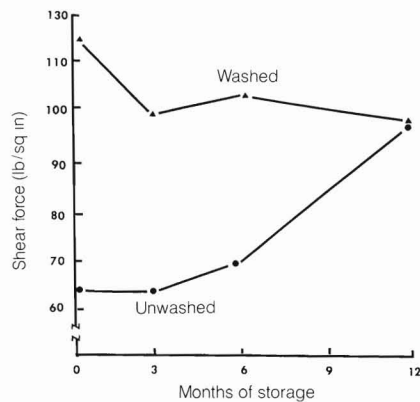 130
110
100
90
80
70
60
Shear force (lb/sq in)
Washed
Unwashed
0 3 6 9 12
Months of storage